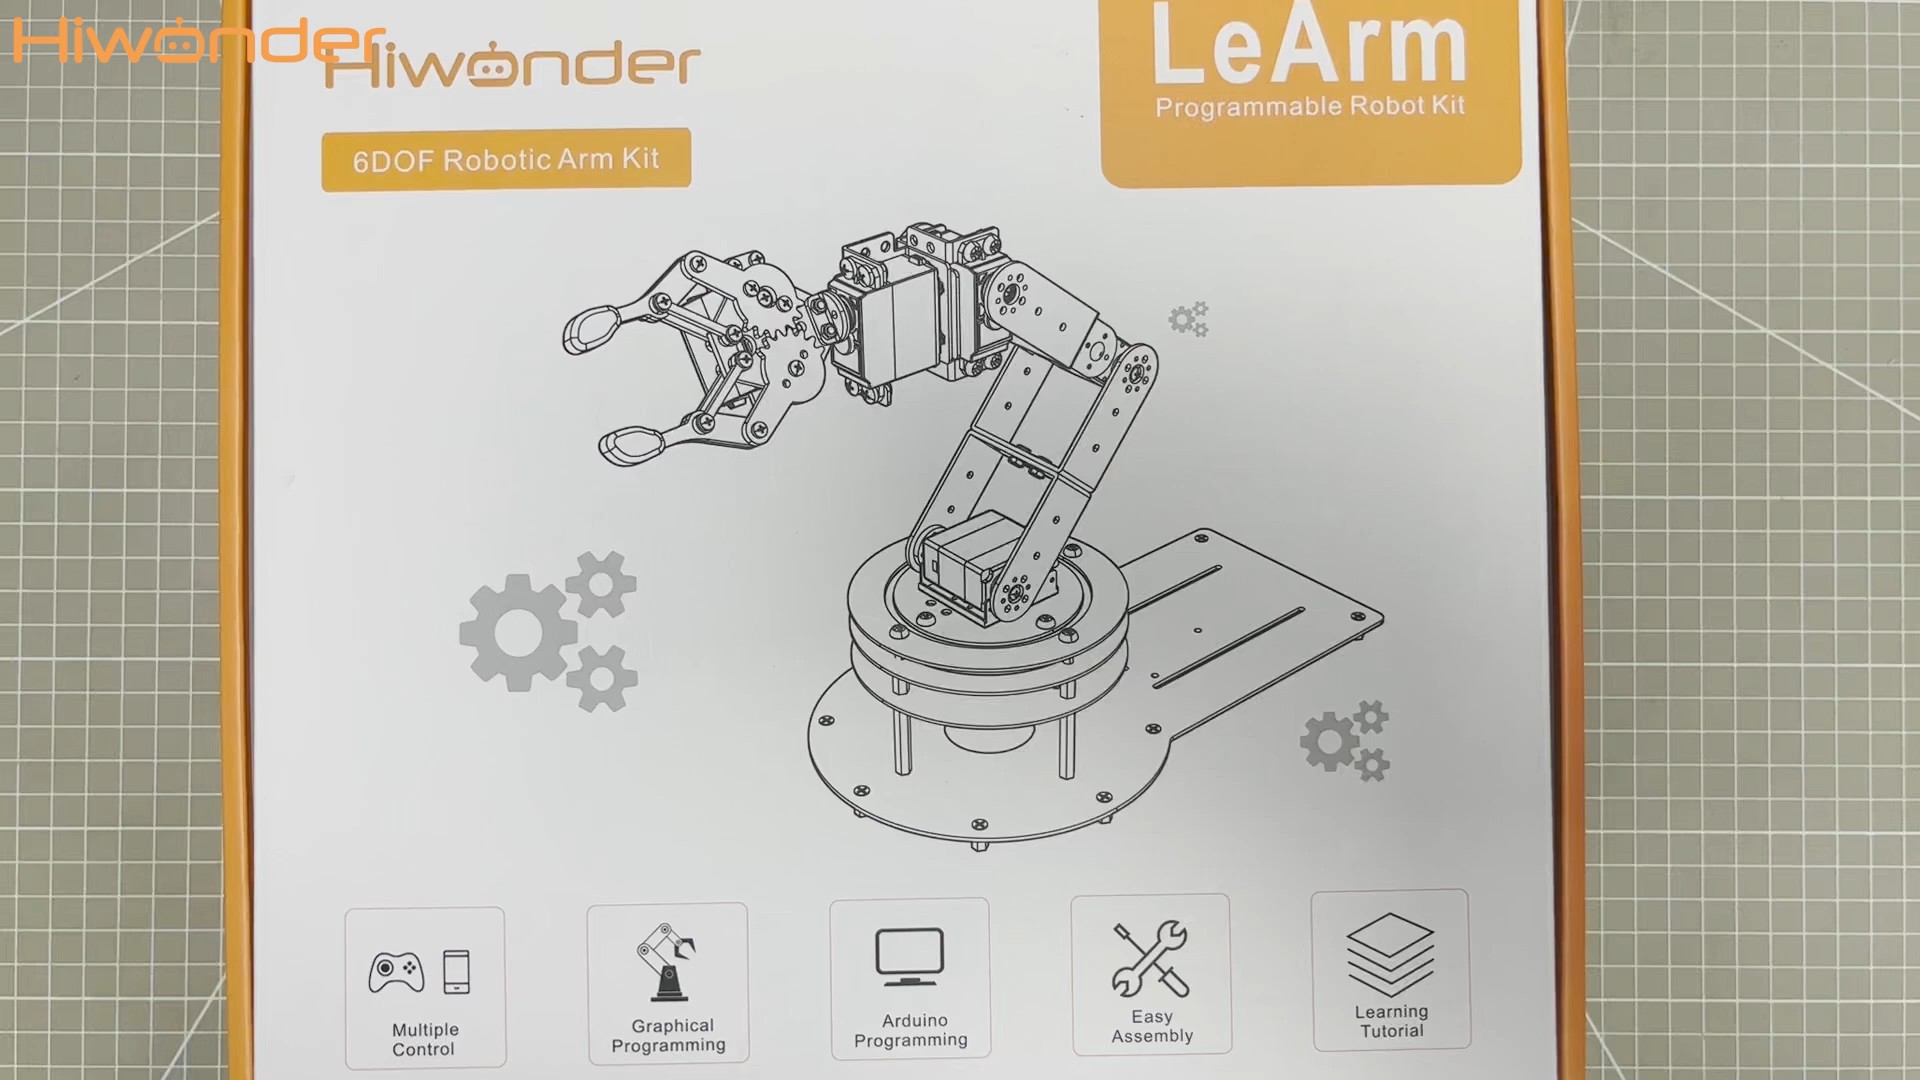 Hiwonder
Hiwonder
LeArm
Programmable Robot Kit
6DOF Robotic Arm Kit
Multiple
Control
Graphical
Programming
Arduino
Programming
Easy
Assembly
Learning
Tutorial